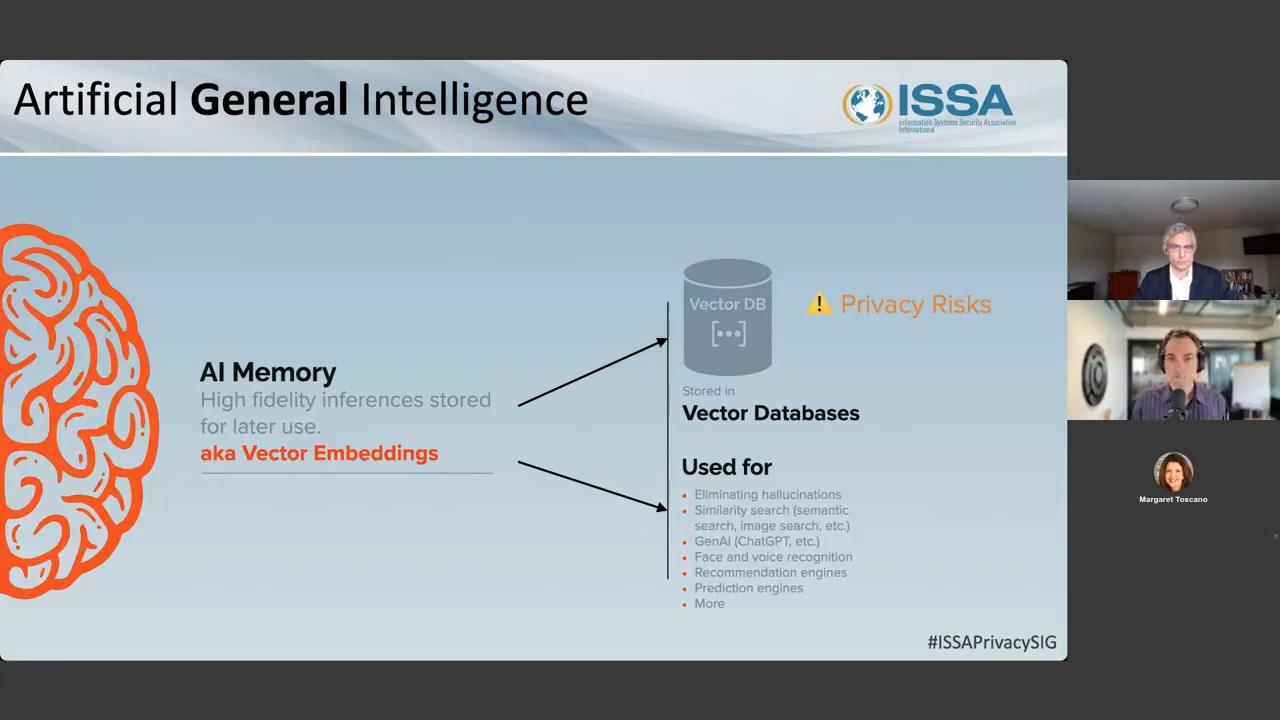 Artificial General Intelligence
ISSA
Information Systems Security Association
International
Vector DB
[•••]
Privacy Risks
AI Memory
High fidelity inferences stored
for later use.
aka Vector Embeddings
Stored in
Vector Databases
Used for
• Eliminating hallucinations
• Similarity search (semantic
search, image search, etc.)
• GenAI (ChatGPT, etc.)
• Face and voice recognition
• Recommendation engines
• Prediction engines
• More
#ISSAPrivacySIG
Margaret Toscano